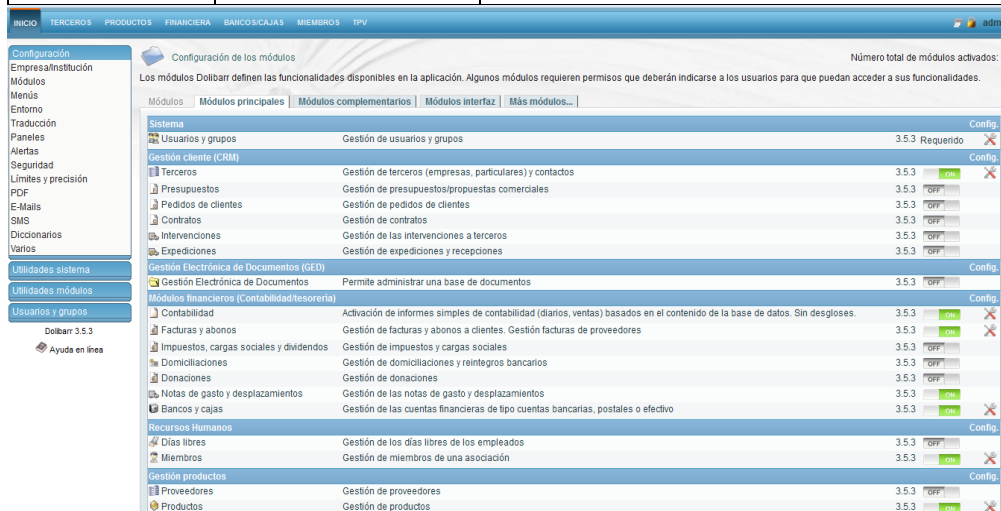 INICIO TERCEROS PRODUCTOS FINANCIERA BANCOS/CAJAS MIEMBROS TPV adm
Configuración
Empresa/Institución
Módulos
Menús
Entorno
Traducción
Paneles
Alertas
Seguridad
Límites y precisión
PDF
E-Mails
SMS
Diccionarios
Varios
Utilidades sistema
Utilidades módulos
Usuarios y grupos
Dolibarr 3.5.3
Ayuda en línea
Configuración de los módulos
Número total de módulos activados:
Los módulos Dolibarr definen las funcionalidades disponibles en la aplicación. Algunos módulos requieren permisos que deberán indicarse a los usuarios para que puedan acceder a sus funcionalidades.
Módulos Módulos principales Módulos complementarios Módulos interfaz Más módulos...
Sistema Config.
Usuarios y grupos Gestión de usuarios y grupos 3.5.3 Requerido
Gestión cliente (CRM) Config.
Terceros Gestión de terceros (empresas, particulares) y contactos 3.5.3 ON
Presupuestos Gestión de presupuestos/propuestas comerciales 3.5.3 OFF
Pedidos de clientes Gestión de pedidos de clientes 3.5.3 OFF
Contratos Gestión de contratos 3.5.3 OFF
Intervenciones Gestión de las intervenciones a terceros 3.5.3 OFF
Expediciones Gestión de expediciones y recepciones 3.5.3 OFF
Gestión Electrónica de Documentos (GED) Config.
Gestión Electrónica de Documentos Permite administrar una base de documentos 3.5.3 OFF
Módulos financieros (Contabilidad/tesorería) Config.
Contabilidad Activación de informes simples de contabilidad (diarios, ventas) basados en el contenido de la base de datos. Sin desgloses. 3.5.3 ON
Facturas y abonos Gestión de facturas y abonos a clientes. Gestión facturas de proveedores 3.5.3 ON
Impuestos, cargas sociales y dividendos Gestión de impuestos y cargas sociales 3.5.3 OFF
Domiciliaciones Gestión de domiciliaciones y reintegros bancarios 3.5.3 OFF
Donaciones Gestión de donaciones 3.5.3 OFF
Notas de gasto y desplazamientos Gestión de las notas de gasto y desplazamientos 3.5.3 ON
Bancos y cajas Gestión de las cuentas financieras de tipo cuentas bancarias, postales o efectivo 3.5.3 ON
Recursos Humanos Config.
Días libres Gestión de los días libres de los empleados 3.5.3 OFF
Miembros Gestión de miembros de una asociación 3.5.3 ON
Gestión productos Config.
Proveedores Gestión de proveedores 3.5.3 OFF
Productos Gestión de productos 3.5.3 ON